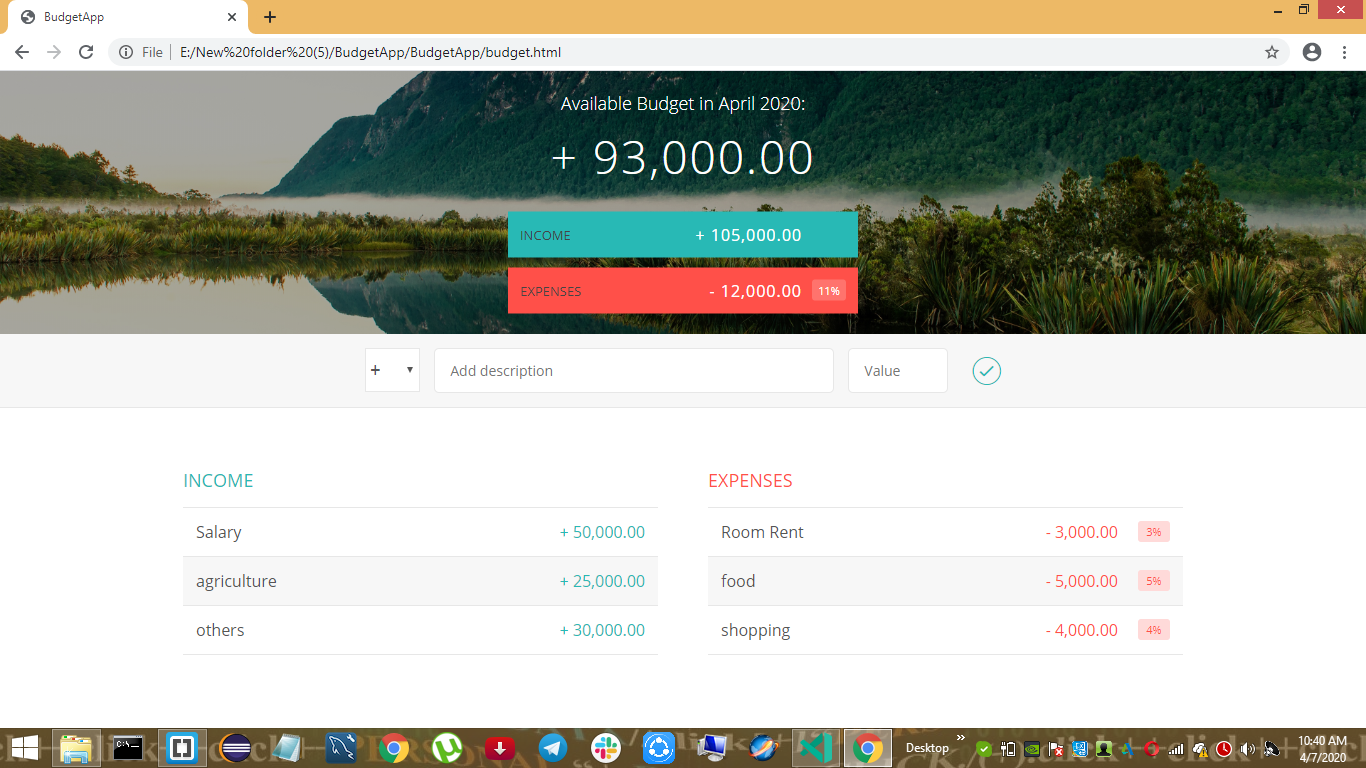 BudgetApp
File E:/New%20folder%20(5)/BudgetApp/BudgetApp/budget.html
Available Budget in April 2020:
+ 93,000.00
INCOME + 105,000.00
EXPENSES - 12,000.00 11%
+ Add description Value
INCOME
Salary + 50,000.00
agriculture + 25,000.00
others + 30,000.00
EXPENSES
Room Rent - 3,000.00 3%
food - 5,000.00 5%
shopping - 4,000.00 4%
Desktop 10:40 AM
4/7/2020